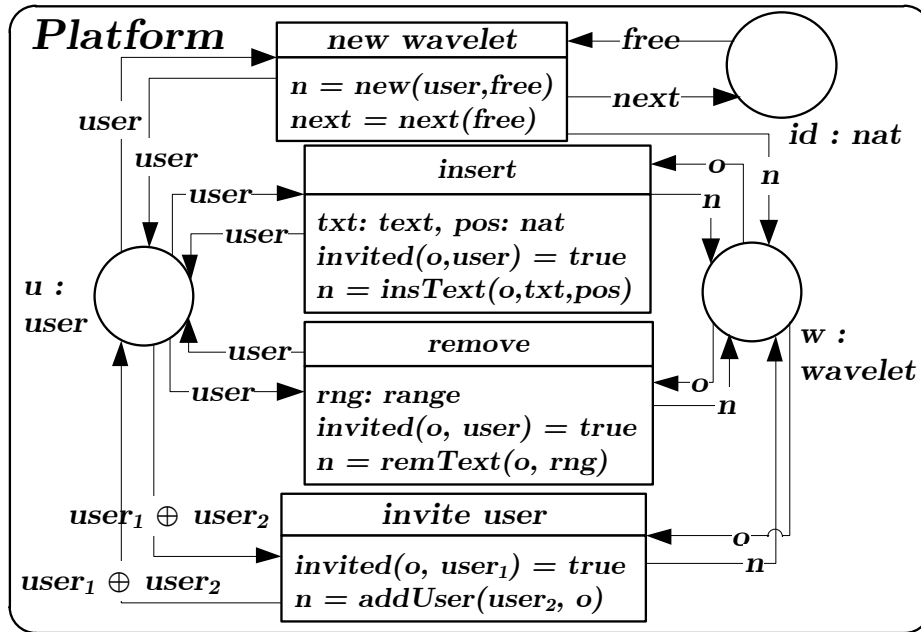 Platform
new wavelet
n = new(user,free)
next = next(free)
free
next
id : nat
user
user
n
insert
txt: text, pos: nat
invited(o,user) = true
n = insText(o,txt,pos)
user
user
o
n
u :
user
w :
wavelet
remove
rng: range
invited(o, user) = true
n = remText(o, rng)
user
user
o
n
invite user
invited(o, user₁) = true
n = addUser(user₂, o)
user₁ ⊕ user₂
user₁ ⊕ user₂
o
n